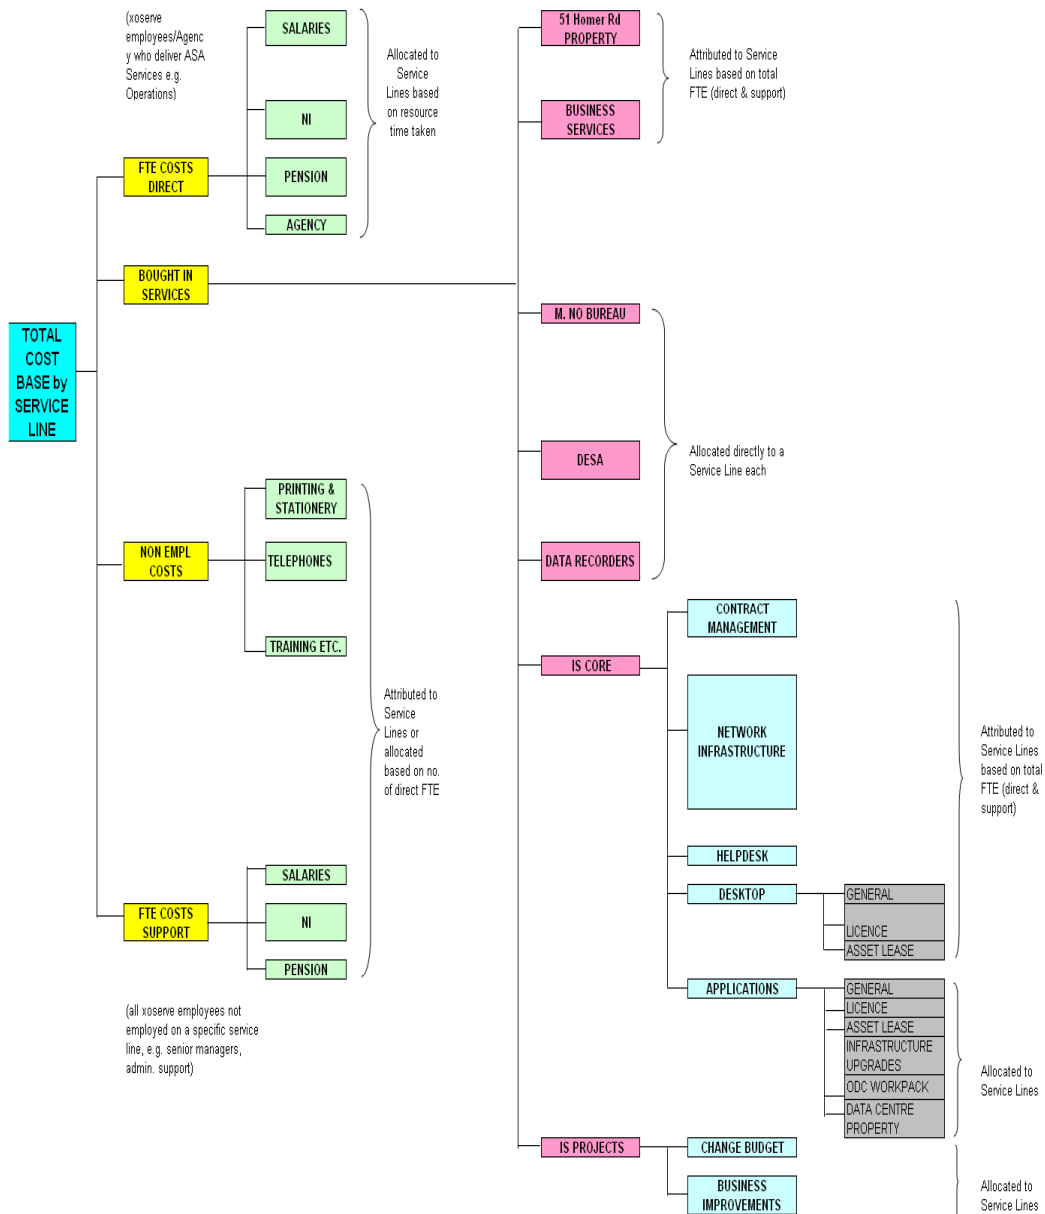 (xoserve
employees/Agenc
y who deliver ASA
Services e.g.
Operations)
SALARIES
NI
PENSION
AGENCY
Allocated to
Service
Lines based
on resource
time taken
FTE COSTS
DIRECT
BOUGHT IN
SERVICES
TOTAL
COST
BASE by
SERVICE
LINE
NON EMPL
COSTS
PRINTING &
STATIONERY
TELEPHONES
TRAINING ETC.
Attributed to
Service
Lines or
allocated
based on no.
of direct FTE
FTE COSTS
SUPPORT
SALARIES
NI
PENSION
(all xoserve employees not
employed on a specific service
line, e.g. senior managers,
admin. support)
51 Homer Rd
PROPERTY
BUSINESS
SERVICES
Attributed to Service
Lines based on total
FTE (direct & support)
M. NO BUREAU
DESA
DATA RECORDERS
Allocated directly to a
Service Line each
IS CORE
CONTRACT
MANAGEMENT
NETWORK
INFRASTRUCTURE
HELPDESK
DESKTOP
GENERAL
LICENCE
ASSET LEASE
Attributed to
Service Lines
based on total
FTE (direct &
support)
APPLICATIONS
GENERAL
LICENCE
ASSET LEASE
INFRASTRUCTURE
UPGRADES
ODC WORKPACK
DATA CENTRE
PROPERTY
Allocated to
Service Lines
IS PROJECTS
CHANGE BUDGET
BUSINESS
IMPROVEMENTS
Allocated to
Service Lines